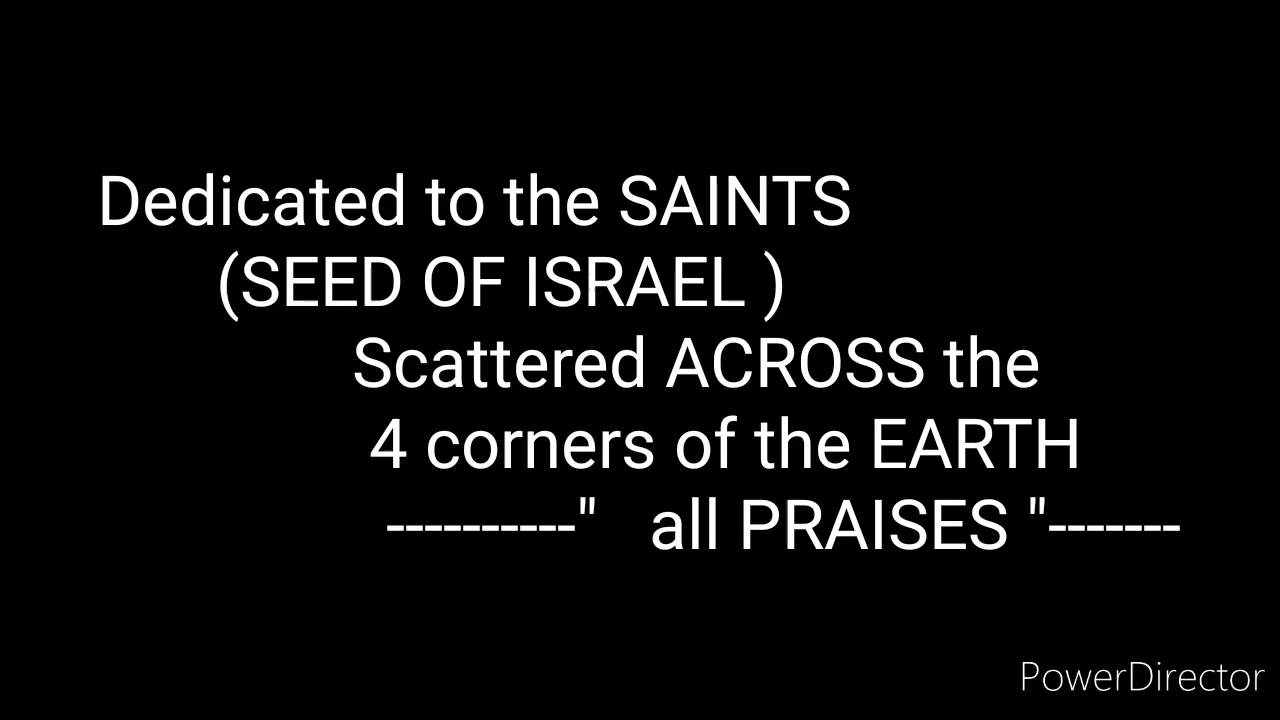 Dedicated to the SAINTS
(SEED OF ISRAEL )
Scattered ACROSS the
4 corners of the EARTH
----------" all PRAISES "-------
PowerDirector